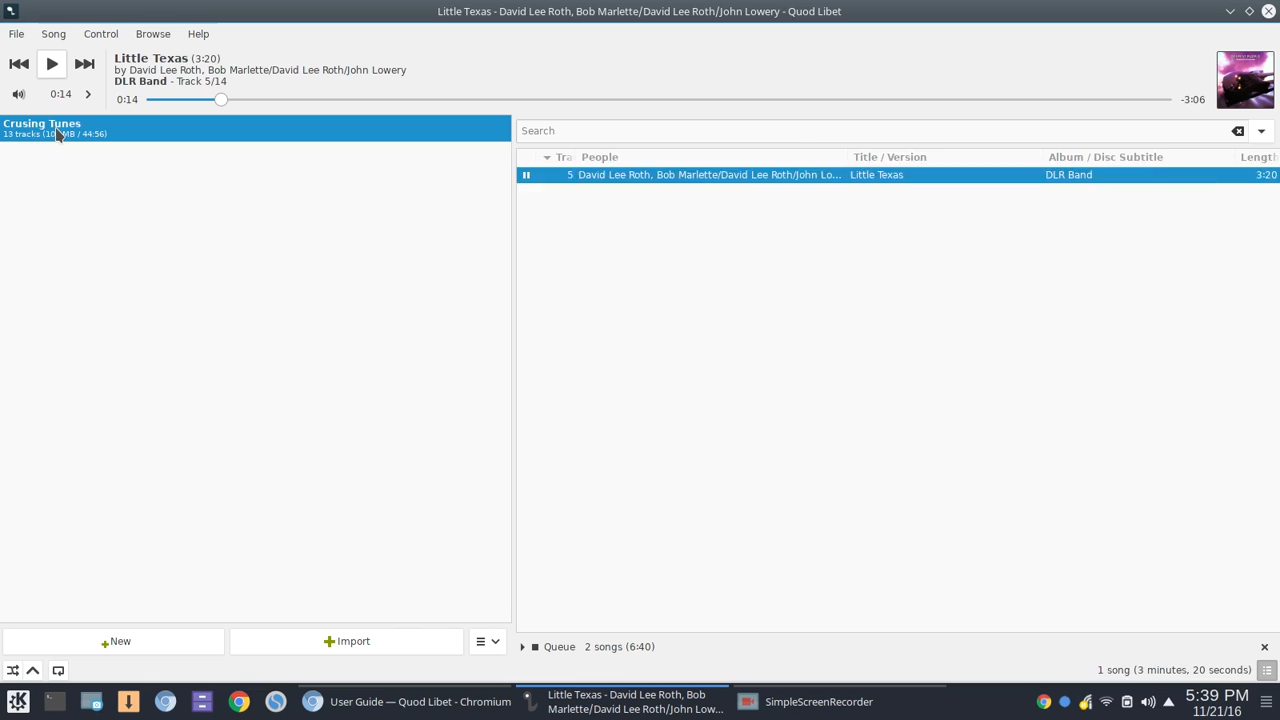 Little Texas - David Lee Roth, Bob Marlette/David Lee Roth/John Lowery - Quod Libet
File Song Control Browse Help
Little Texas (3:20)
by David Lee Roth, Bob Marlette/David Lee Roth/John Lowery
DLR Band - Track 5/14
0:14 0:14 -3:06
Crusing Tunes
13 tracks (10 MB / 44:56)
Search
Tra People Title / Version Album / Disc Subtitle Length
5 David Lee Roth, Bob Marlette/David Lee Roth/John Lo... Little Texas DLR Band 3:20
New Import
Queue 2 songs (6:40)
1 song (3 minutes, 20 seconds)
User Guide — Quod Libet - Chromium
Little Texas - David Lee Roth, Bob
Marlette/David Lee Roth/John Low...
SimpleScreenRecorder
5:39 PM
11/21/16